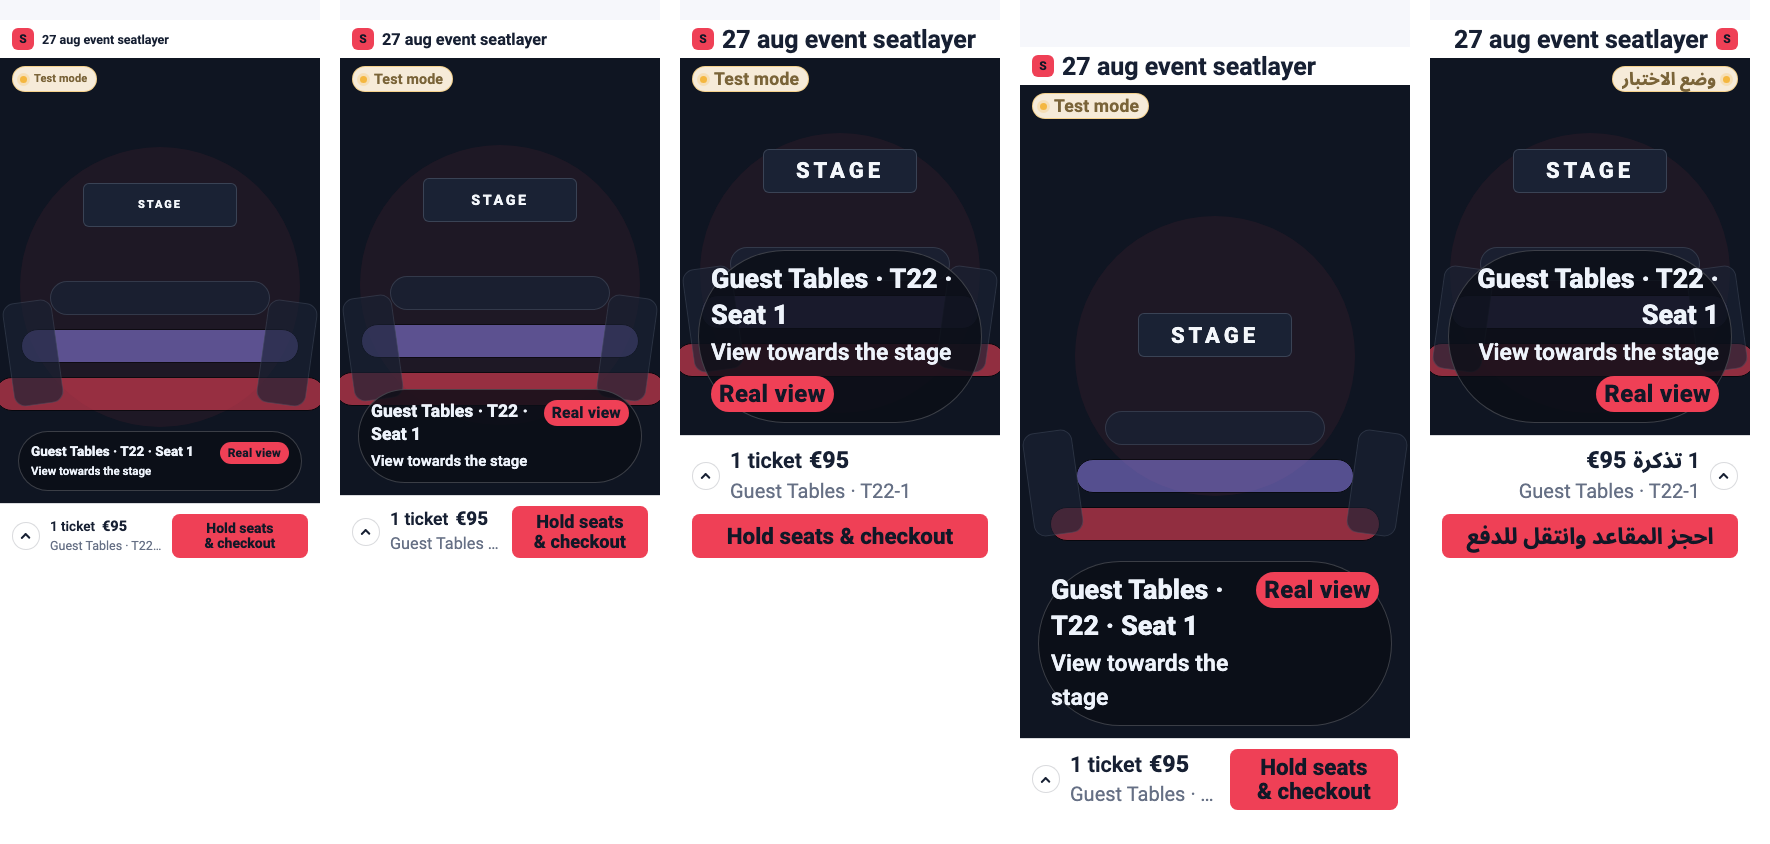 S 27 aug event seatlayer
Test mode
STAGE
Guest Tables · T22 · Seat 1
Real view
View towards the stage
1 ticket €95
Guest Tables · T22...
Hold seats
& checkout
S 27 aug event seatlayer
Test mode
STAGE
Guest Tables · T22 ·
Seat 1
Real view
View towards the stage
1 ticket €95
Guest Tables ...
Hold seats
& checkout
S 27 aug event seatlayer
Test mode
STAGE
Guest Tables · T22 ·
Seat 1
View towards the stage
Real view
1 ticket €95
Guest Tables · T22-1
Hold seats & checkout
S 27 aug event seatlayer
Test mode
STAGE
Guest Tables ·
T22 · Seat 1
Real view
View towards the
stage
1 ticket €95
Guest Tables · ...
Hold seats
& checkout
27 aug event seatlayer S
وضع الاختبار
STAGE
Guest Tables · T22 ·
Seat 1
View towards the stage
Real view
1 تذكرة €95
Guest Tables · T22-1
احجز المقاعد وانتقل للدفع